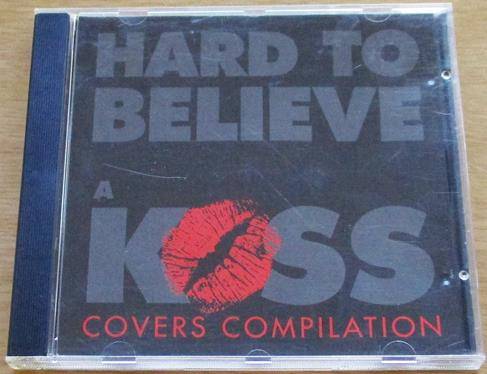 HARD TO
BELIEVE
A
KISS
COVERS COMPILATION